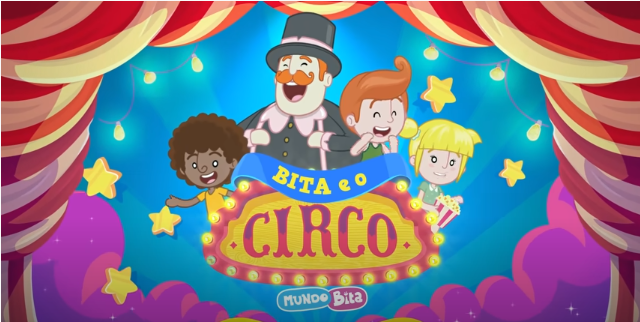 BITA e o
CIRCO
MUNDO Bita